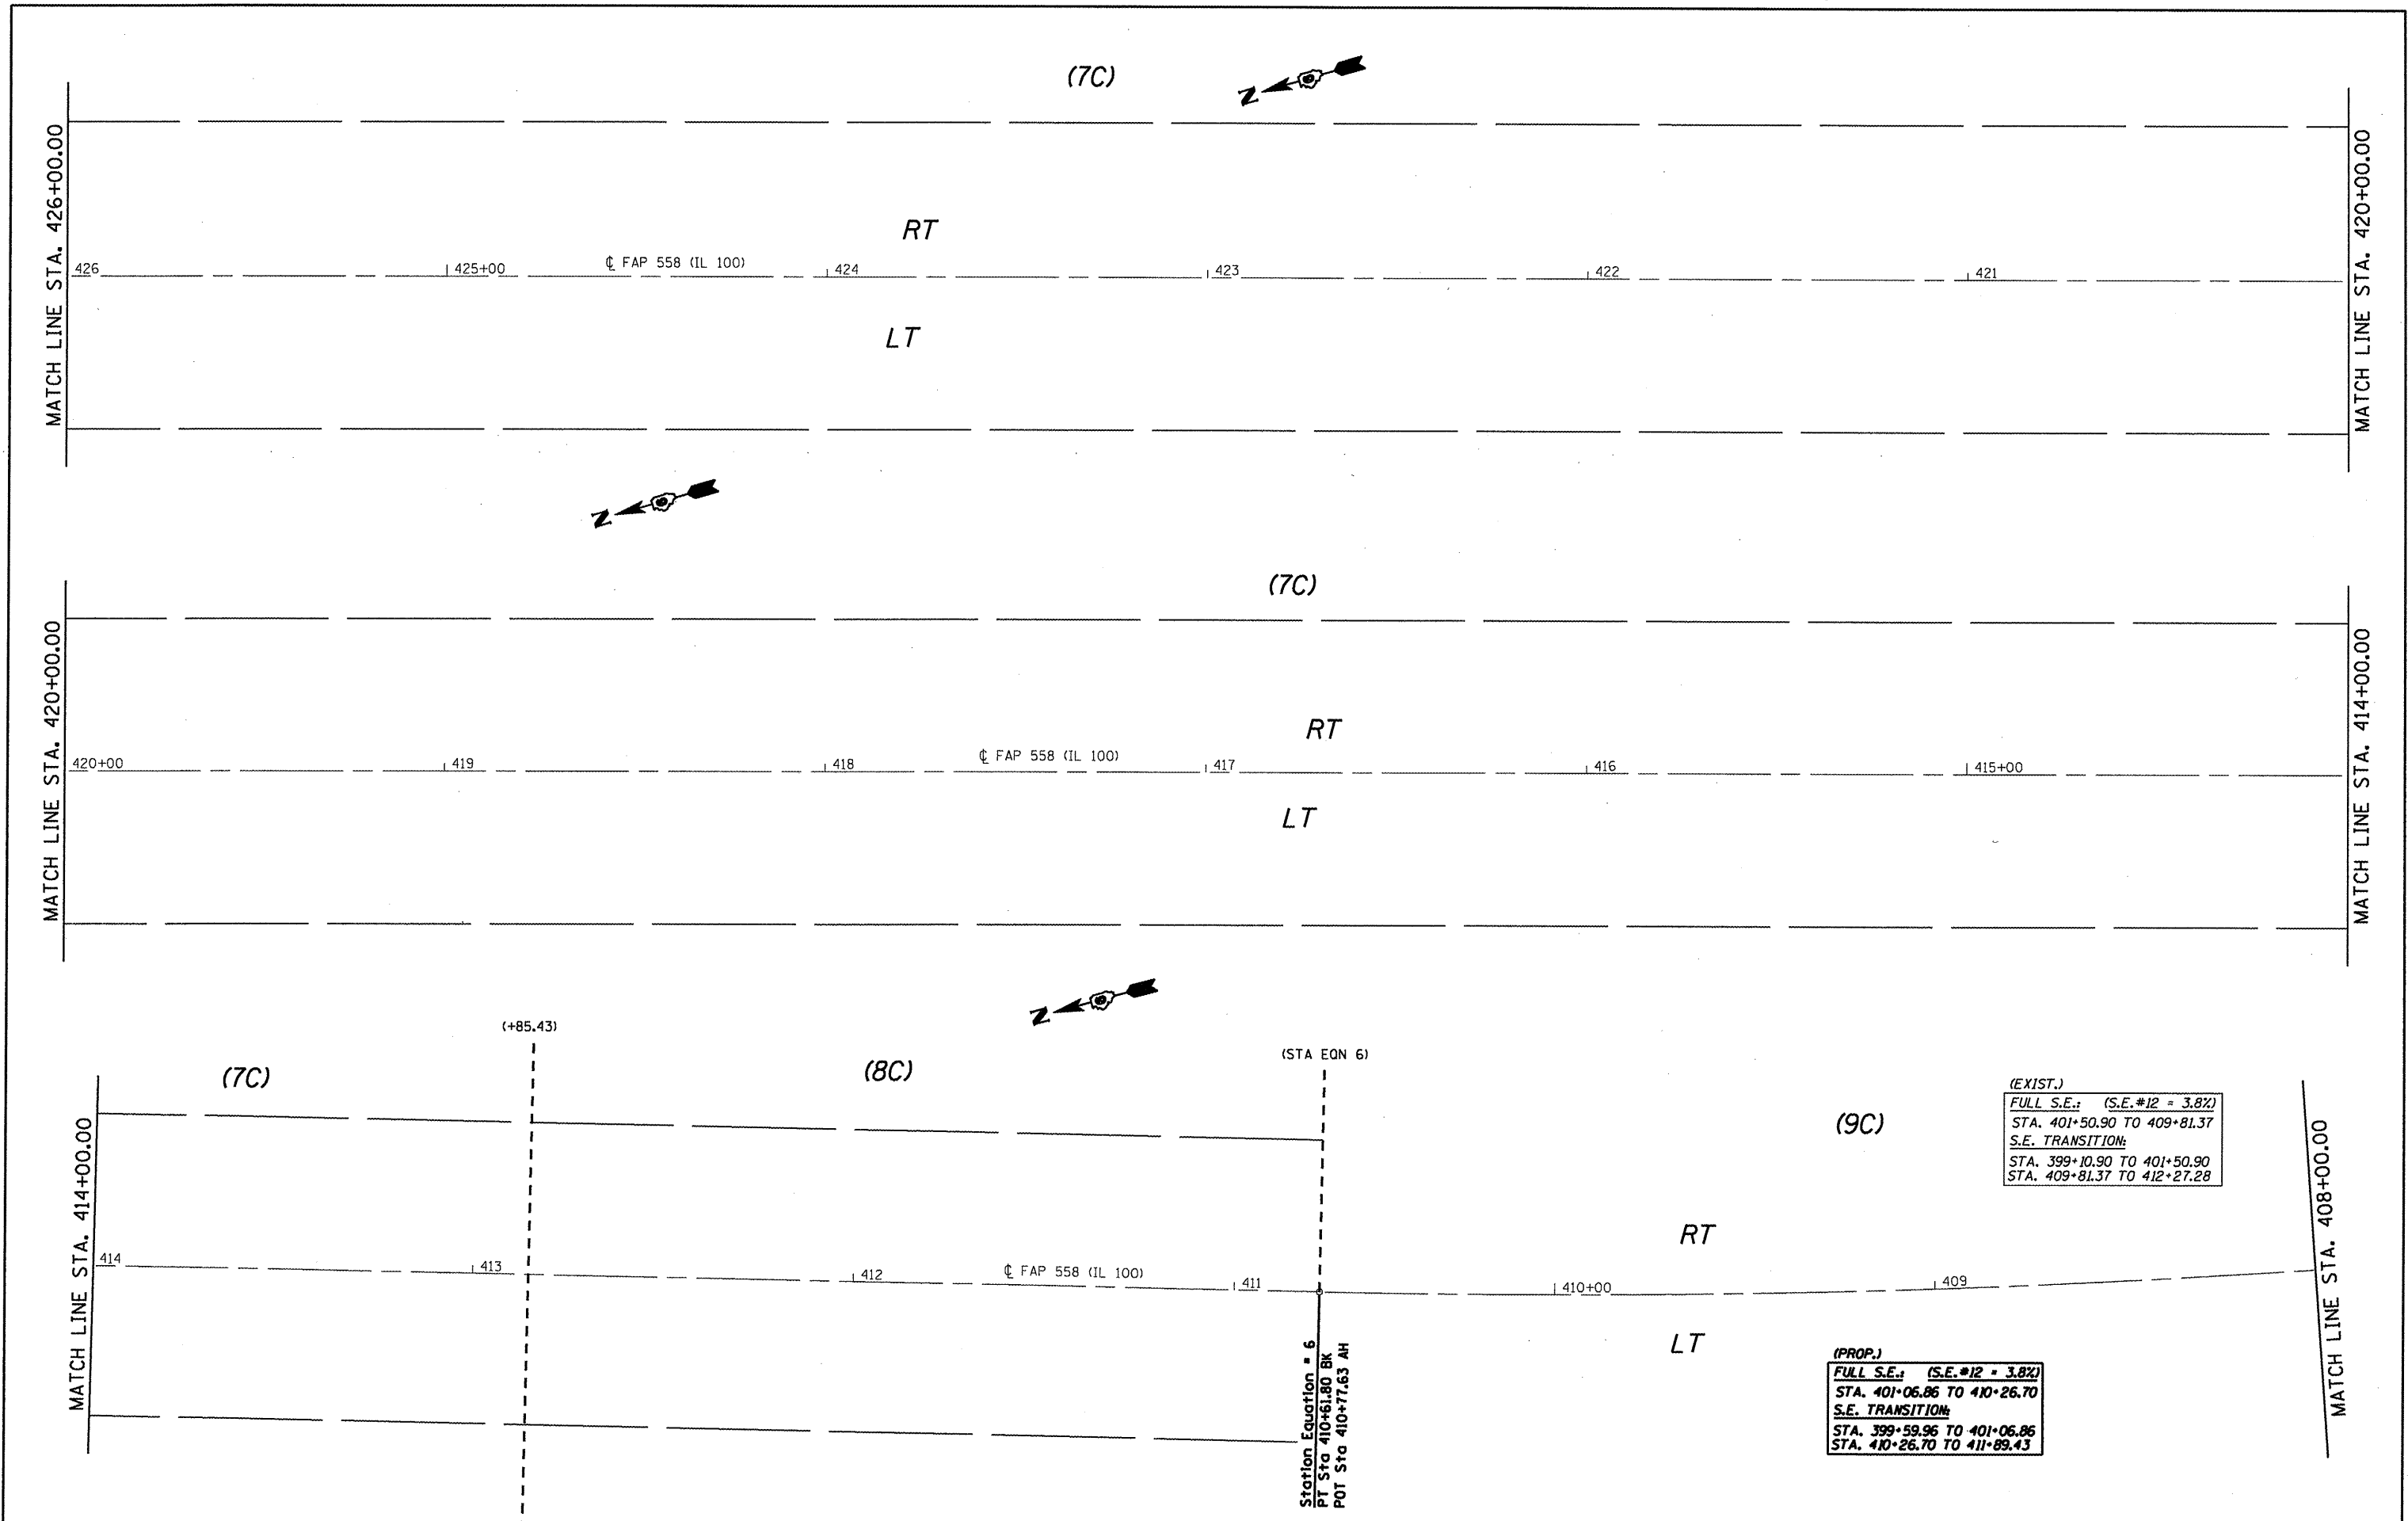 (7C)
N
MATCH LINE STA. 426+00.00
MATCH LINE STA. 420+00.00
RT
426
425+00
℄ FAP 558 (IL 100)
424
423
422
421
LT
N
(7C)
MATCH LINE STA. 420+00.00
MATCH LINE STA. 414+00.00
RT
420+00
419
418
℄ FAP 558 (IL 100)
417
416
415+00
LT
N
(+85.43)
(STA EQN 6)
(7C)
(8C)
(9C)
(EXIST.)
FULL S.E.: (S.E.#12 = 3.8%)
STA. 401+50.90 TO 409+81.37
S.E. TRANSITION:
STA. 399+10.90 TO 401+50.90
STA. 409+81.37 TO 412+27.28
MATCH LINE STA. 414+00.00
MATCH LINE STA. 408+00.00
RT
414
413
412
℄ FAP 558 (IL 100)
411
410+00
409
LT
Station Equation = 6
PT Sta 410+61.80 BK
POT Sta 410+77.63 AH
(PROP.)
FULL S.E.: (S.E.#12 = 3.8%)
STA. 401+06.86 TO 410+26.70
S.E. TRANSITION:
STA. 399+59.96 TO 401+06.86
STA. 410+26.70 TO 411+89.43